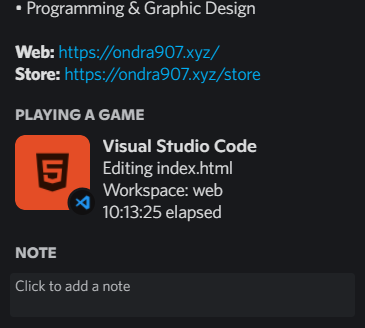 • Programming & Graphic Design
Web: https://ondra907.xyz/
Store: https://ondra907.xyz/store
PLAYING A GAME
Visual Studio Code
Editing index.html
Workspace: web
10:13:25 elapsed
NOTE
Click to add a note